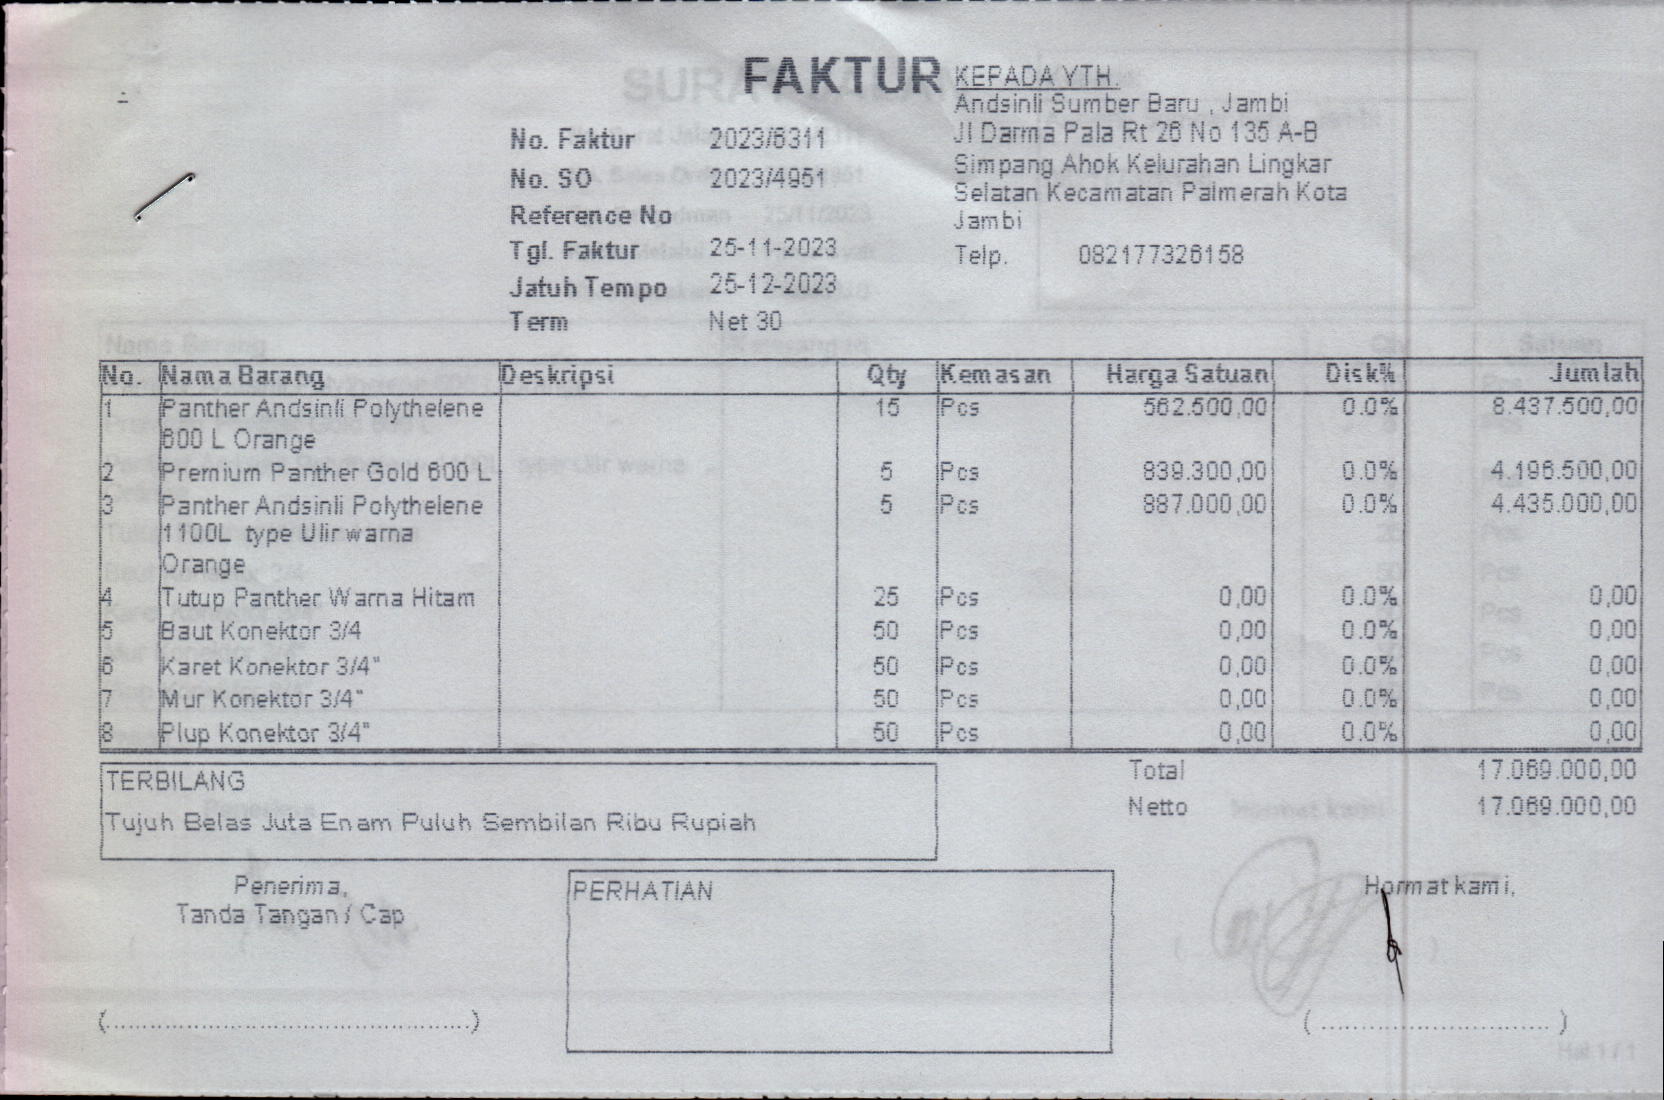 FAKTUR
No. Faktur 2023/6311
No. SO 2023/4951
Reference No
Tgl. Faktur 25-11-2023
Jatuh Tempo 25-12-2023
Term Net 30
KEPADA YTH.
Andsinli Sumber Baru , Jambi
Jl Darma Pala Rt 26 No 135 A-B
Simpang Ahok Kelurahan Lingkar
Selatan Kecamatan Palmerah Kota
Jambi
Telp. 082177326158
No. Nama Barang Deskripsi Qty Kemasan Harga Satuan Disk% Jumlah
1 Panther Andsinli Polythelene 15 Pcs 562.500,00 0.0% 8.437.500,00
600 L Orange
2 Premium Panther Gold 600 L 5 Pcs 839.300,00 0.0% 4.196.500,00
3 Panther Andsinli Polythelene 5 Pcs 887.000,00 0.0% 4.435.000,00
1100L type Ulir warna
Orange
4 Tutup Panther Warna Hitam 25 Pcs 0,00 0.0% 0,00
5 Baut Konektor 3/4 50 Pcs 0,00 0.0% 0,00
6 Karet Konektor 3/4" 50 Pcs 0,00 0.0% 0,00
7 Mur Konektor 3/4" 50 Pcs 0,00 0.0% 0,00
8 Plup Konektor 3/4" 50 Pcs 0,00 0.0% 0,00
Total 17.069.000,00
Netto 17.069.000,00
TERBILANG
Tujuh Belas Juta Enam Puluh Sembilan Ribu Rupiah
Penerima,
Tanda Tangan / Cap
PERHATIAN
Hormat kami,
Hal 1 / 1